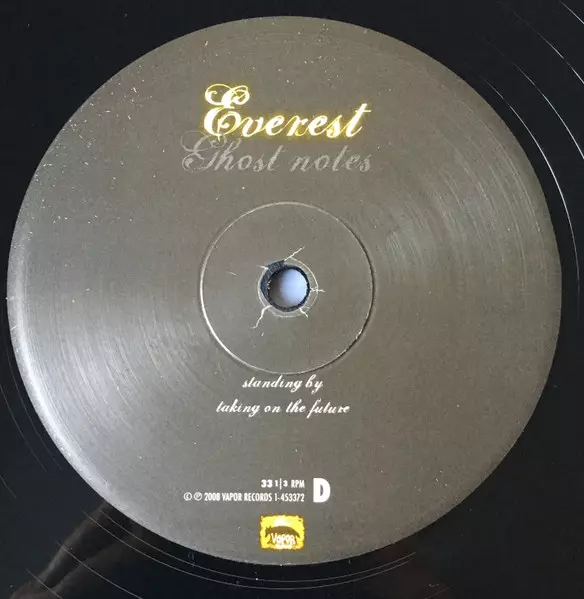 Everest
Ghost notes
standing by
taking on the future
33 1|3 RPM
© ℗ 2008 VAPOR RECORDS 1-453372
D
VAPOR